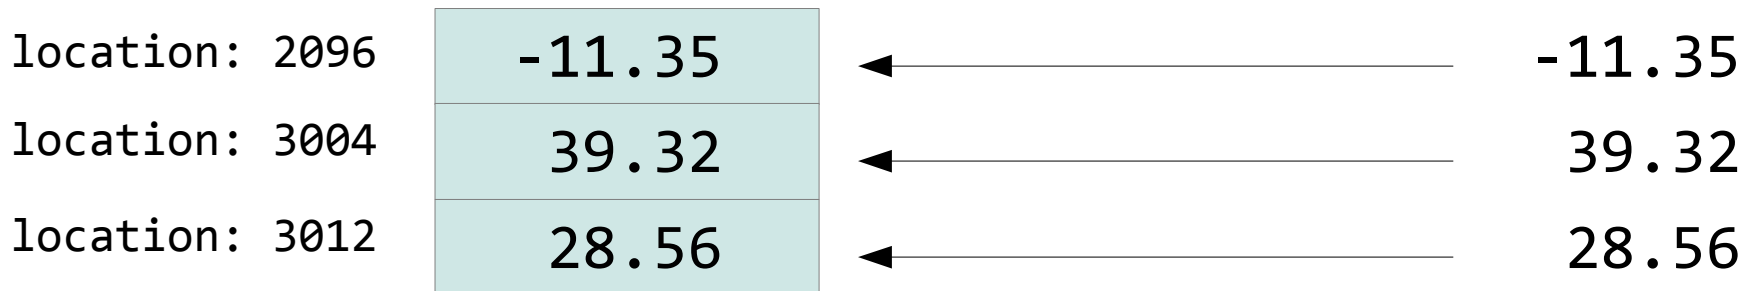 location: 2096 -11.35 -11.35
location: 3004 39.32 39.32
location: 3012 28.56 28.56